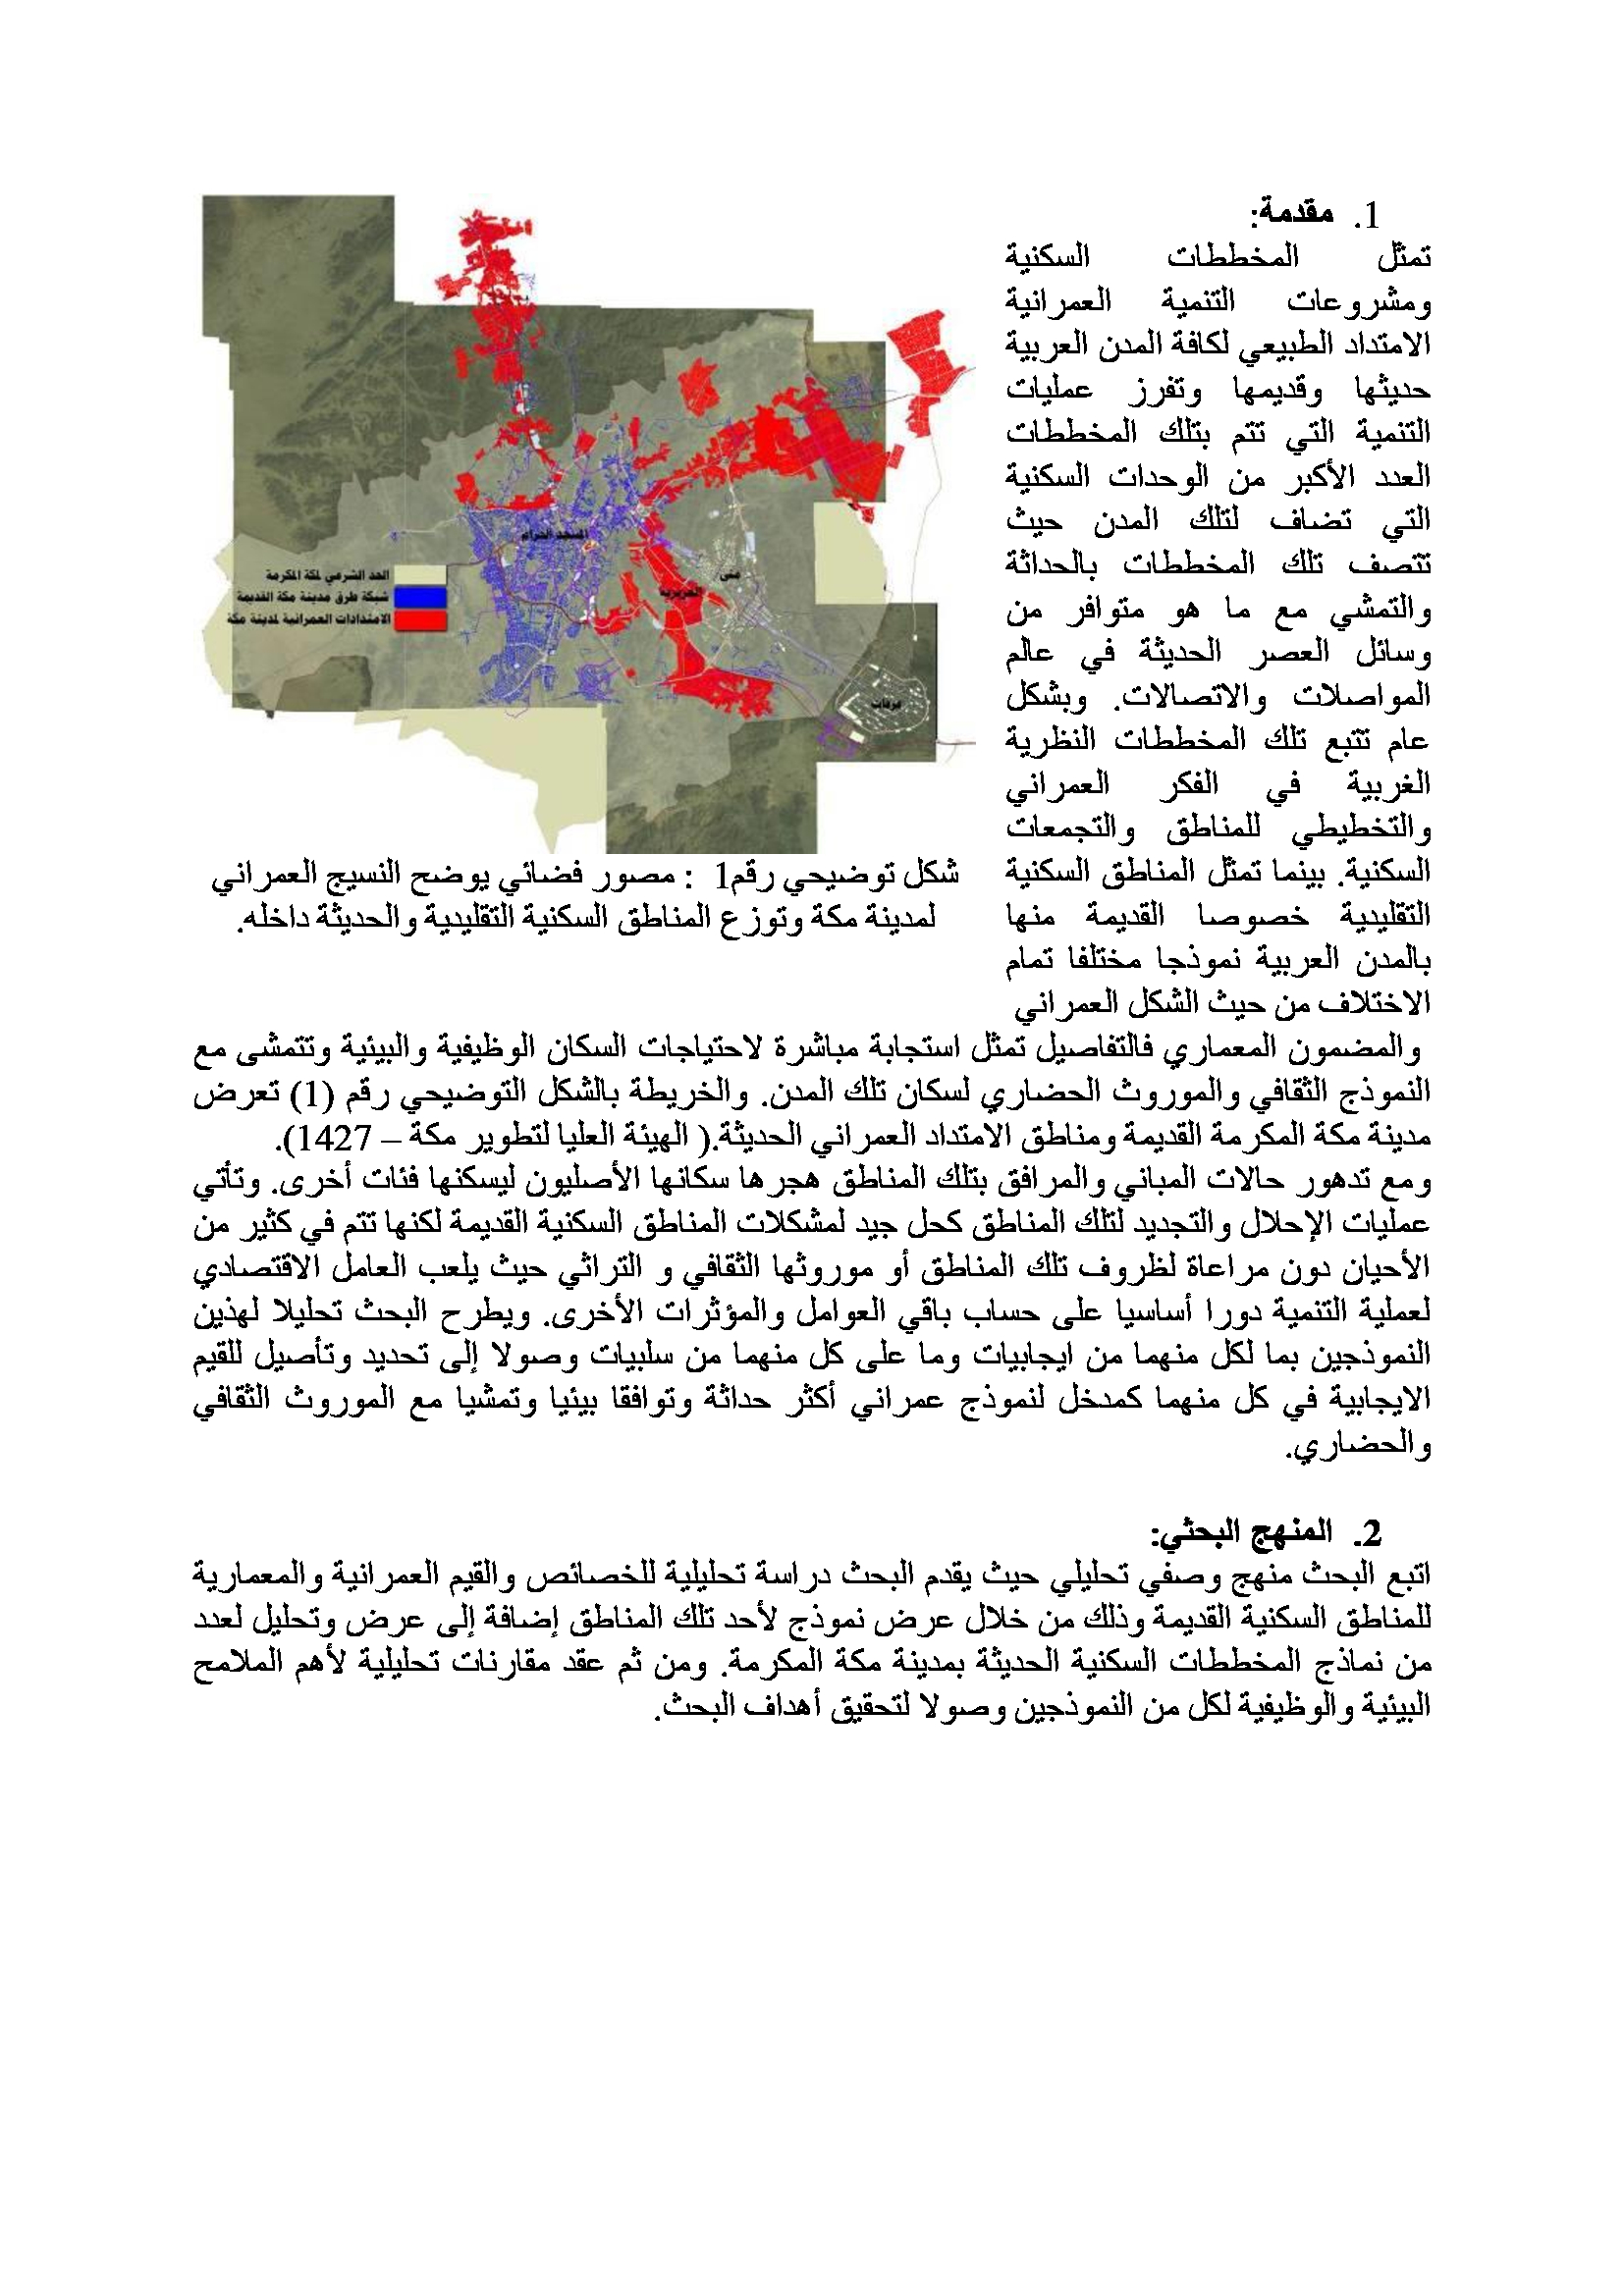 1. مقدمة:
تمثل المخططات السكنية
ومشروعات التنمية العمرانية
الامتداد الطبيعي لكافة المدن العربية
حديثها وقديمها وتفرز عمليات
التنمية التي تتم بتلك المخططات
العدد الأكبر من الوحدات السكنية
التي تضاف لتلك المدن حيث
تتصف تلك المخططات بالحداثة
والتمشي مع ما هو متوافر من
وسائل العصر الحديثة في عالم
المواصلات والاتصالات. وبشكل
عام تتبع تلك المخططات النظرية
الغربية في الفكر العمراني
والتخطيطي للمناطق والتجمعات
السكنية. بينما تمثل المناطق السكنية
التقليدية خصوصا القديمة منها
بالمدن العربية نموذجا مختلفا تمام
الاختلاف من حيث الشكل العمراني
المسجد الحرام
منى
العزيزية
عرفات
الحد الشرعي لمكة المكرمة
شبكة طرق مدينة مكة القديمة
الامتدادات العمرانية لمدينة مكة
شكل توضيحي رقم1 : مصور فضائي يوضح النسيج العمراني
لمدينة مكة وتوزع المناطق السكنية التقليدية والحديثة داخله.
والمضمون المعماري فالتفاصيل تمثل استجابة مباشرة لاحتياجات السكان الوظيفية والبيئية وتتمشى مع
النموذج الثقافي والموروث الحضاري لسكان تلك المدن. والخريطة بالشكل التوضيحي رقم (1) تعرض
مدينة مكة المكرمة القديمة ومناطق الامتداد العمراني الحديثة.( الهيئة العليا لتطوير مكة – 1427).
ومع تدهور حالات المباني والمرافق بتلك المناطق هجرها سكانها الأصليون ليسكنها فئات أخرى. وتأتي
عمليات الإحلال والتجديد لتلك المناطق كحل جيد لمشكلات المناطق السكنية القديمة لكنها تتم في كثير من
الأحيان دون مراعاة لظروف تلك المناطق أو موروثها الثقافي و التراثي حيث يلعب العامل الاقتصادي
لعملية التنمية دورا أساسيا على حساب باقي العوامل والمؤثرات الأخرى. ويطرح البحث تحليلا لهذين
النموذجين بما لكل منهما من ايجابيات وما على كل منهما من سلبيات وصولا إلى تحديد وتأصيل للقيم
الايجابية في كل منهما كمدخل لنموذج عمراني أكثر حداثة وتوافقا بيئيا وتمشيا مع الموروث الثقافي
والحضاري.
2. المنهج البحثي:
اتبع البحث منهج وصفي تحليلي حيث يقدم البحث دراسة تحليلية للخصائص والقيم العمرانية والمعمارية
للمناطق السكنية القديمة وذلك من خلال عرض نموذج لأحد تلك المناطق إضافة إلى عرض وتحليل لعدد
من نماذج المخططات السكنية الحديثة بمدينة مكة المكرمة. ومن ثم عقد مقارنات تحليلية لأهم الملامح
البيئية والوظيفية لكل من النموذجين وصولا لتحقيق أهداف البحث.